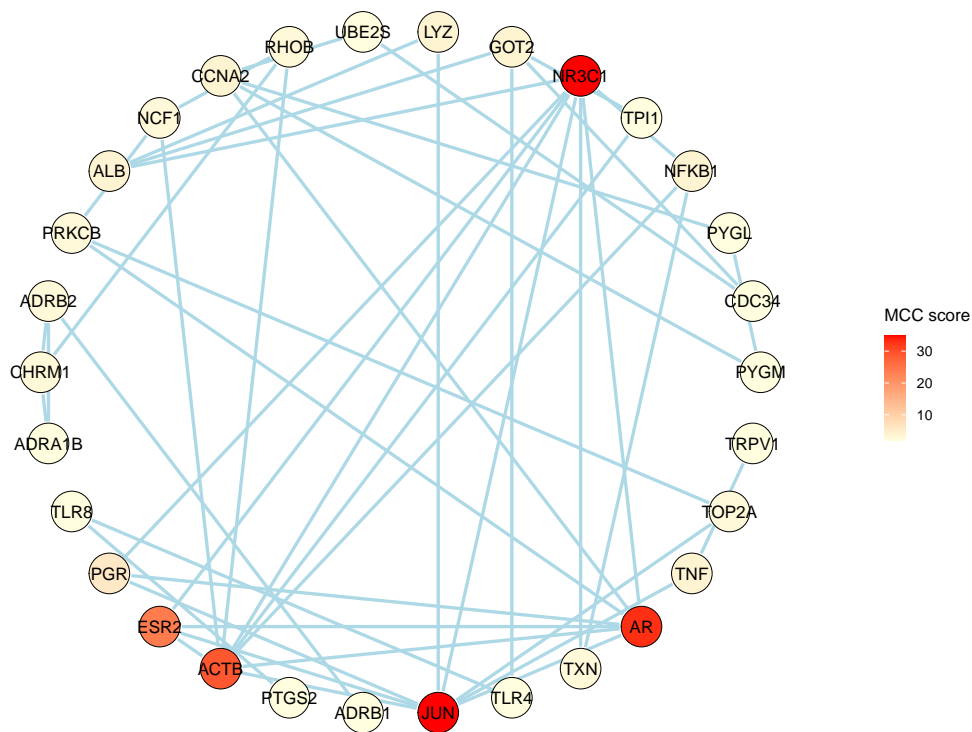 UBE2S
LYZ
RHOB
GOT2
CCNA2
NR3C1
NCF1
TPI1
ALB
NFKB1
PRKCB
PYGL
ADRB2
CDC34
MCC score
30
20
10
CHRM1
PYGM
ADRA1B
TRPV1
TLR8
TOP2A
PGR
TNF
ESR2
AR
ACTB
TXN
PTGS2
TLR4
ADRB1
JUN